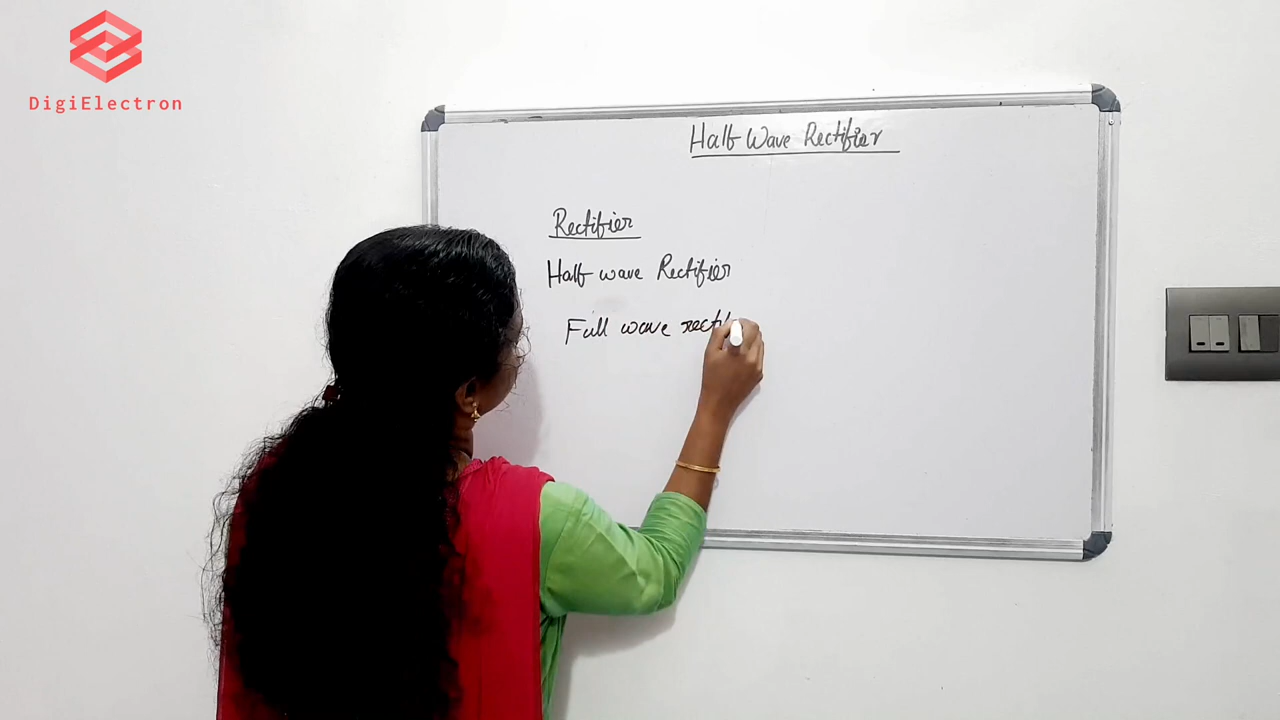 DigiElectron
Half Wave Rectifier
Rectifier
Half wave Rectifier
Full wave